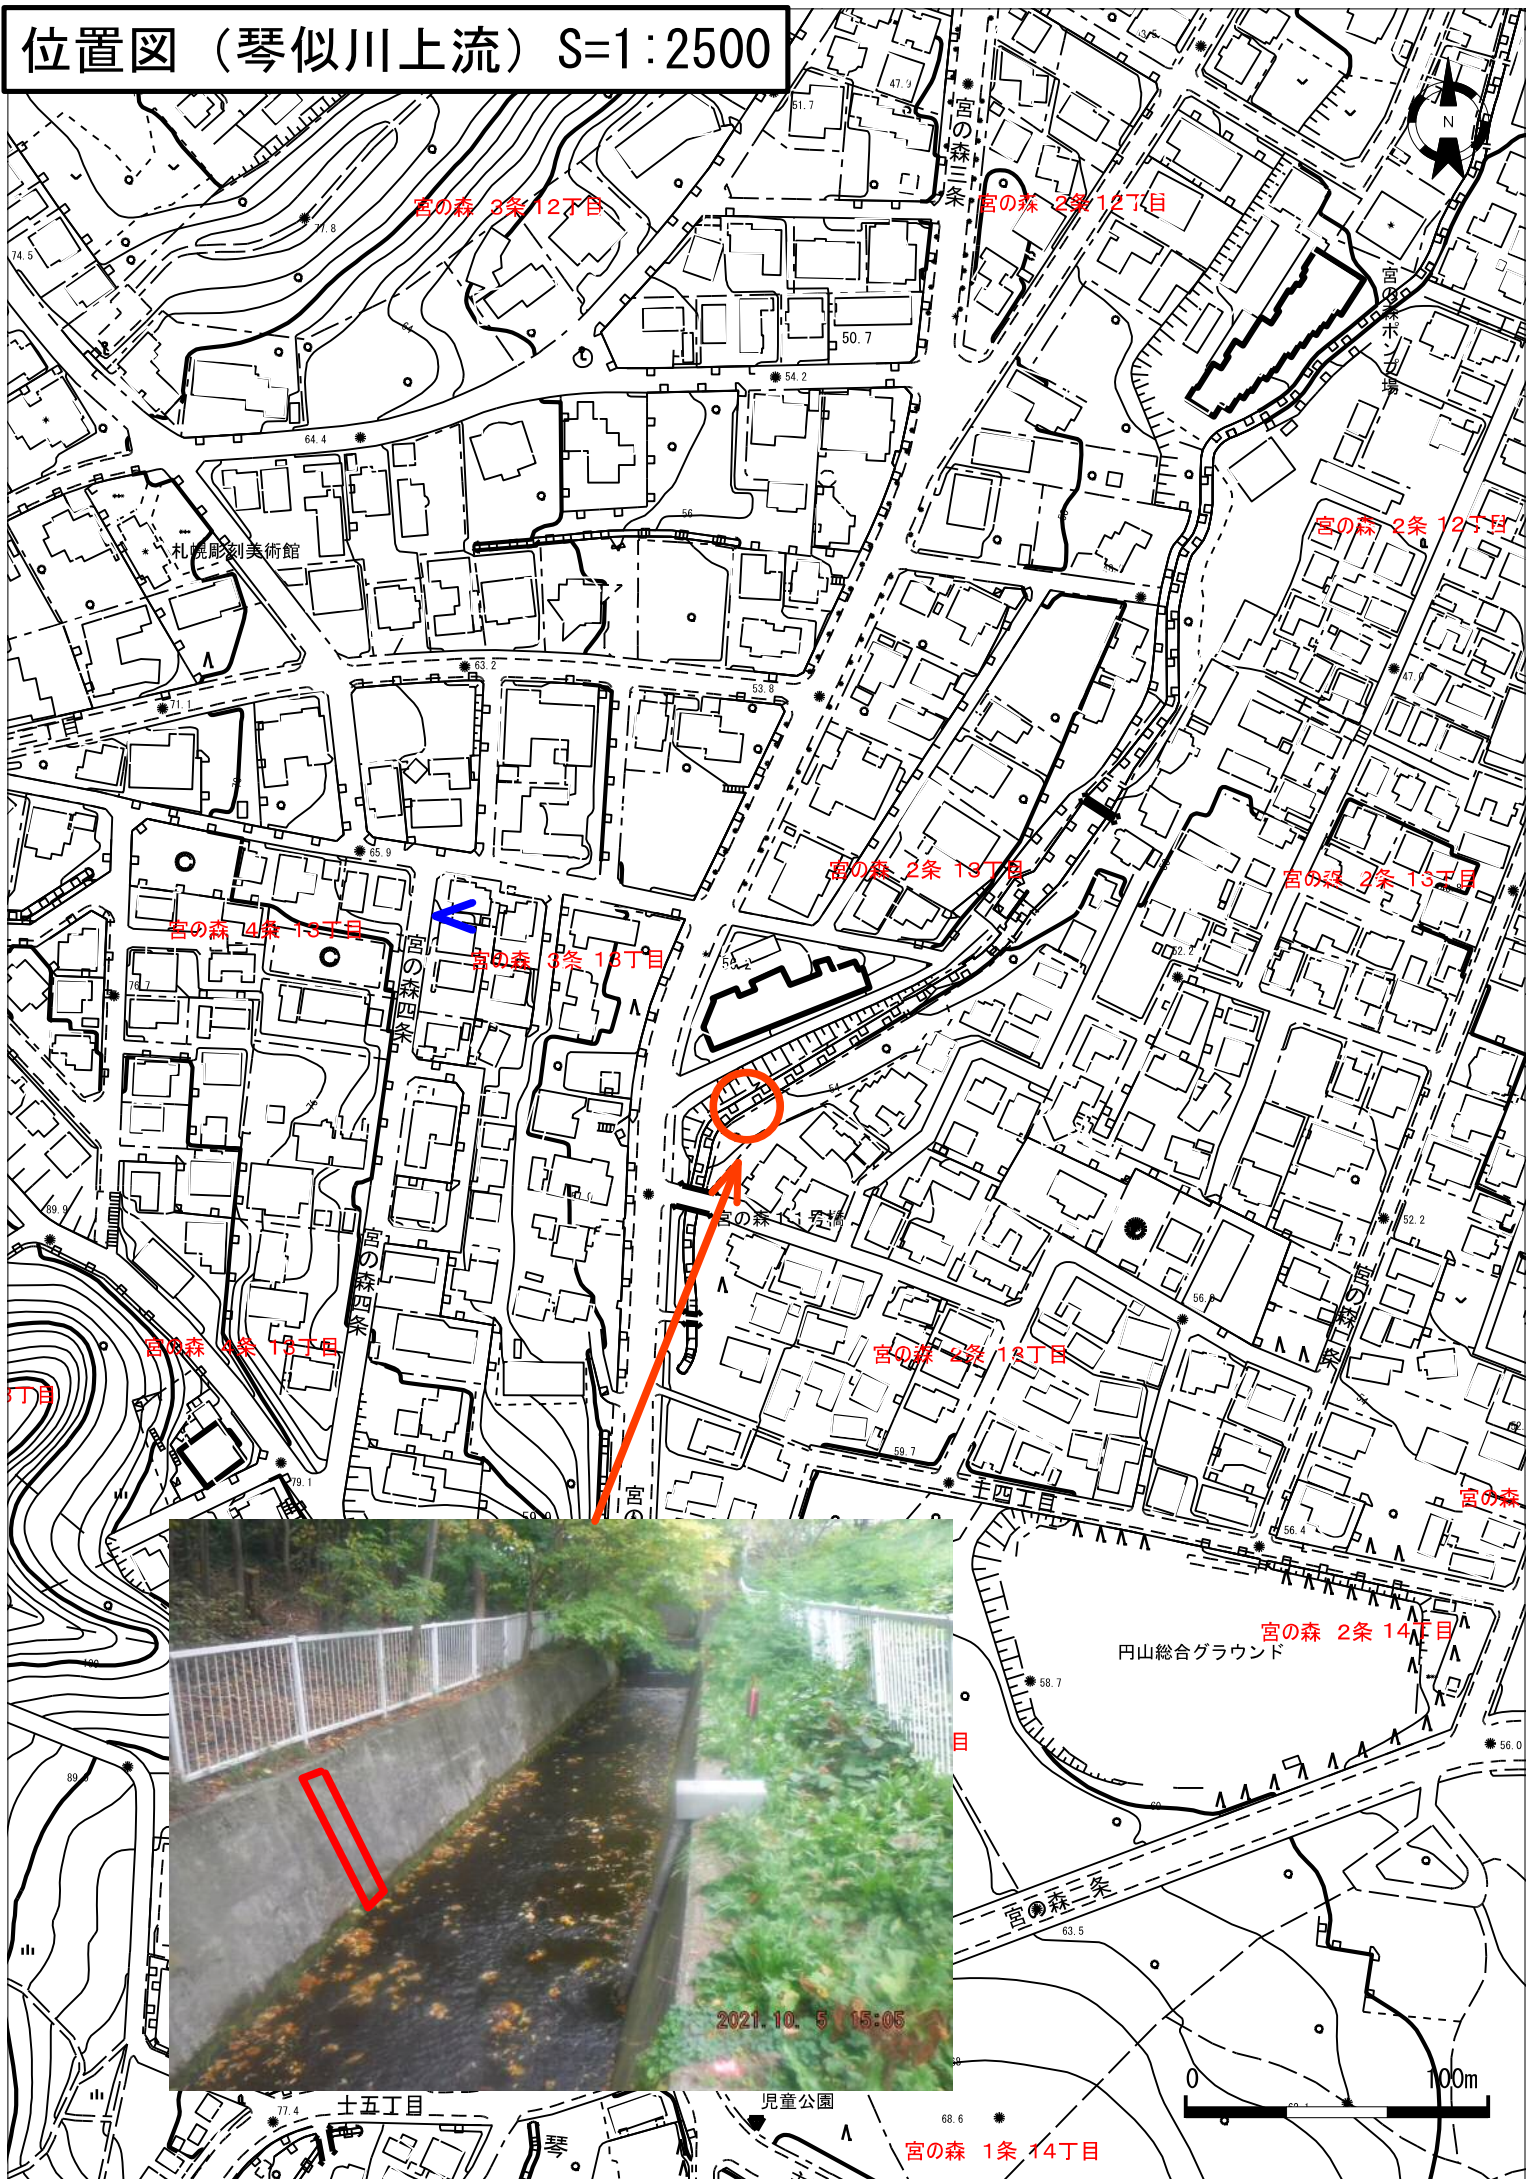 位置図（琴似川上流）S=1:2500
47.9
51.7
宮の森三条
N
宮の森 3条 12丁目
宮の森 2条 12丁目
77.8
74.5
宮の森ポンプ場
50.7
54.2
64.4
56
宮の森 2条 12丁目
札幌彫刻美術館
63.2
53.8
47.0
71.1
65.9
宮の森 2条 13丁目
宮の森 2条 13丁目
宮の森 4条 13丁目
宮の森 3条 13丁目
宮の森四条
52.2
76.7
54
89.9
宮の森11号橋
52.2
宮の森四条
56.9
宮の森 4条 13丁目
宮の森 2条 13丁目
3丁目
59.7
79.1
十四丁目
宮の森
宮の
56.4
宮の森 2条 14丁目
円山総合グラウンド
58.7
目
56.0
60
宮の森一条
63.5
2021.10. 5 15:05
0 100m
児童公園
77.4
十五丁目
68.6
琴
宮の森 1条 14丁目